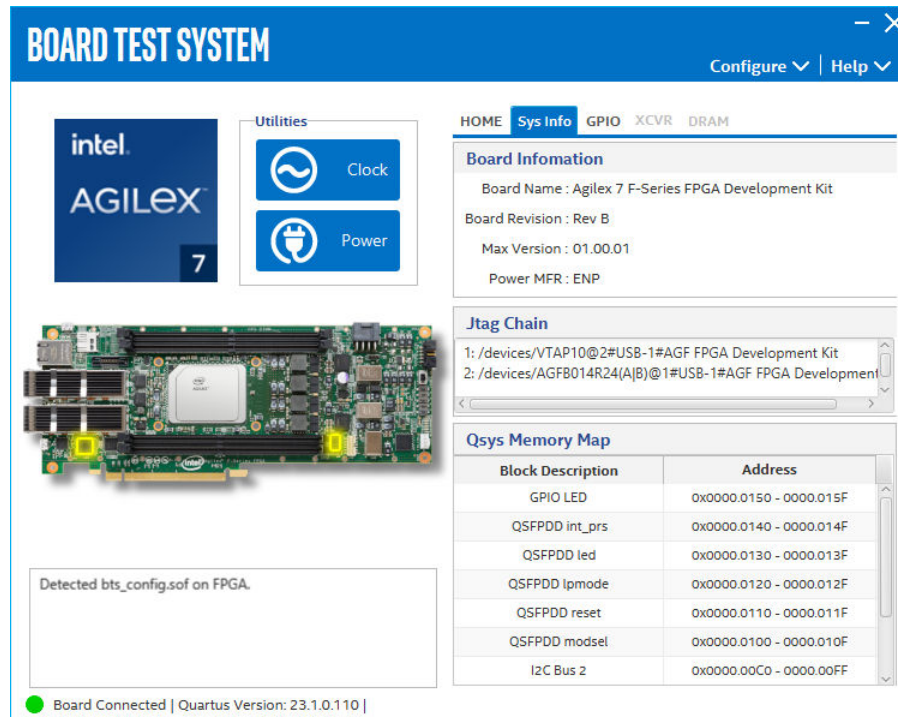 BOARD TEST SYSTEM
Configure
Help
intel.
AGILEX™
7
Utilities
Clock
Power
HOME Sys Info GPIO XCVR DRAM
Board Infomation
Board Name : Agilex 7 F-Series FPGA Development Kit
Board Revision : Rev B
Max Version : 01.00.01
Power MFR : ENP
Jtag Chain
1: /devices/VTAP10@2#USB-1#AGF FPGA Development Kit
2: /devices/AGFB014R24(A|B)@1#USB-1#AGF FPGA Development
Qsys Memory Map
Block Description Address
GPIO LED 0x0000.0150 - 0000.015F
QSFPDD int_prs 0x0000.0140 - 0000.014F
QSFPDD led 0x0000.0130 - 0000.013F
QSFPDD lpmode 0x0000.0120 - 0000.012F
QSFPDD reset 0x0000.0110 - 0000.011F
QSFPDD modsel 0x0000.0100 - 0000.010F
I2C Bus 2 0x0000.00C0 - 0000.00FF
intel
Detected bts_config.sof on FPGA.
Board Connected | Quartus Version: 23.1.0.110 |